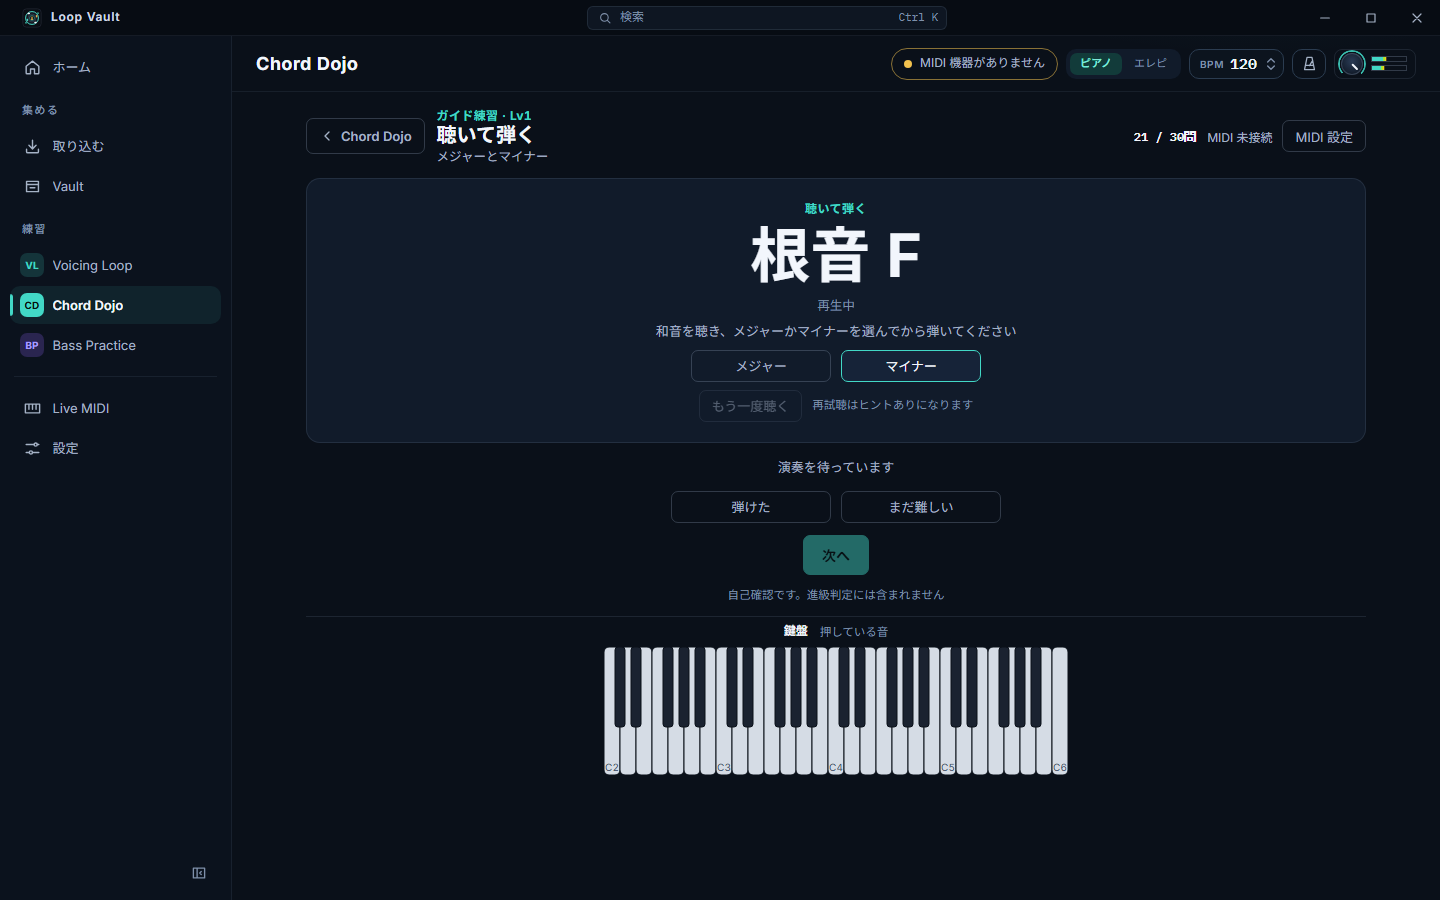 Loop Vault
検索
Ctrl K
ホーム
集める
取り込む
Vault
練習
VL Voicing Loop
CD Chord Dojo
BP Bass Practice
Live MIDI
設定
Chord Dojo
MIDI 機器がありません
ピアノ
エレピ
BPM 120
Chord Dojo
ガイド練習 · Lv1
聴いて弾く
メジャーとマイナー
21 / 30問
MIDI 未接続
MIDI 設定
聴いて弾く
根音 F
再生中
和音を聴き、メジャーかマイナーを選んでから弾いてください
メジャー
マイナー
もう一度聴く
再試聴はヒントありになります
演奏を待っています
弾けた
まだ難しい
次へ
自己確認です。進級判定には含まれません
鍵盤 押している音
C2 C3 C4 C5 C6